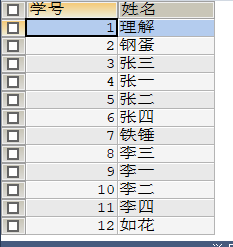 学号 姓名
1 理解
2 钢蛋
3 张三
4 张一
5 张二
6 张四
7 铁锤
8 李三
9 李一
10 李二
11 李四
12 如花